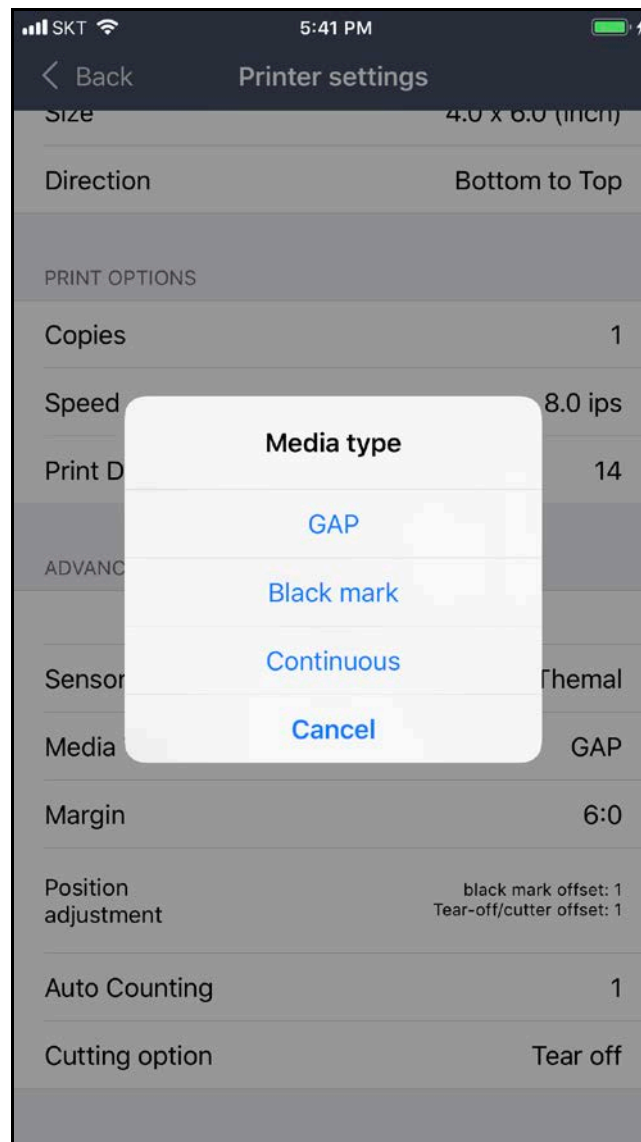 SKT 5:41 PM
Back Printer settings
Size 4.0 x 6.0 (inch)
Direction Bottom to Top
PRINT OPTIONS
Copies 1
Speed 8.0 ips
Print D 14
Media type
GAP
Black mark
Continuous
Cancel
ADVANC
Sensor Themal
Media GAP
Margin 6:0
Position
adjustment
black mark offset: 1
Tear-off/cutter offset: 1
Auto Counting 1
Cutting option Tear off